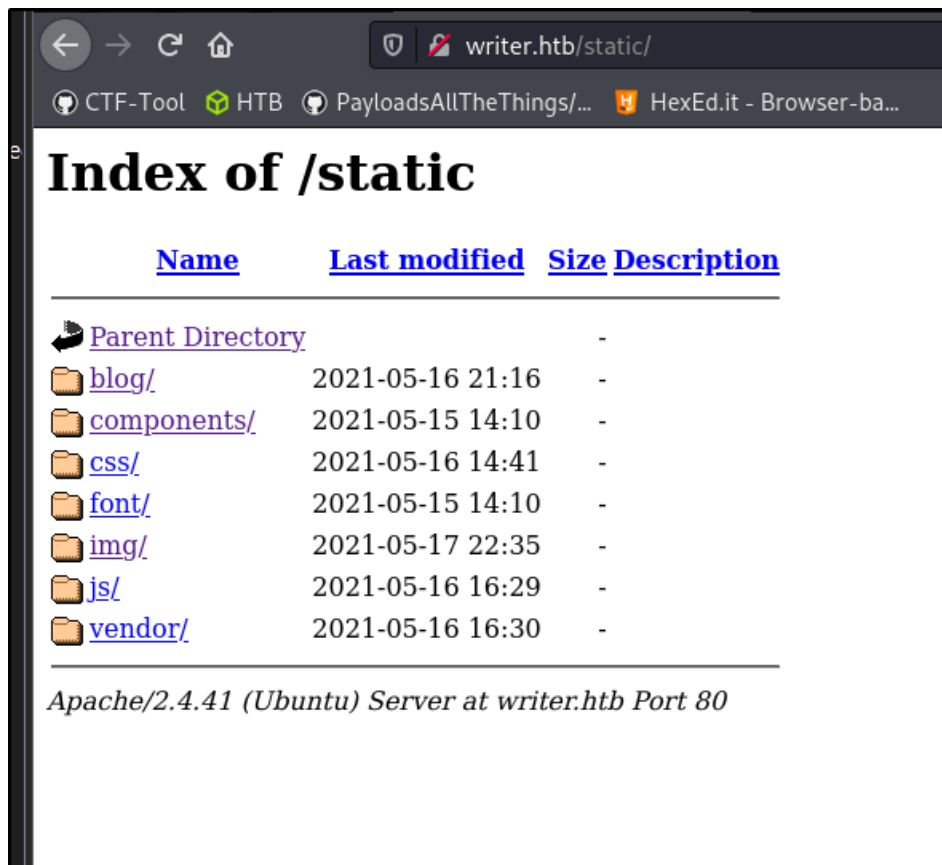 writer.htb/static/
CTF-Tool HTB PayloadsAllTheThings/... HexEd.it - Browser-ba...
e
Index of /static
Name Last modified Size Description
Parent Directory -
blog/ 2021-05-16 21:16 -
components/ 2021-05-15 14:10 -
css/ 2021-05-16 14:41 -
font/ 2021-05-15 14:10 -
img/ 2021-05-17 22:35 -
js/ 2021-05-16 16:29 -
vendor/ 2021-05-16 16:30 -
Apache/2.4.41 (Ubuntu) Server at writer.htb Port 80